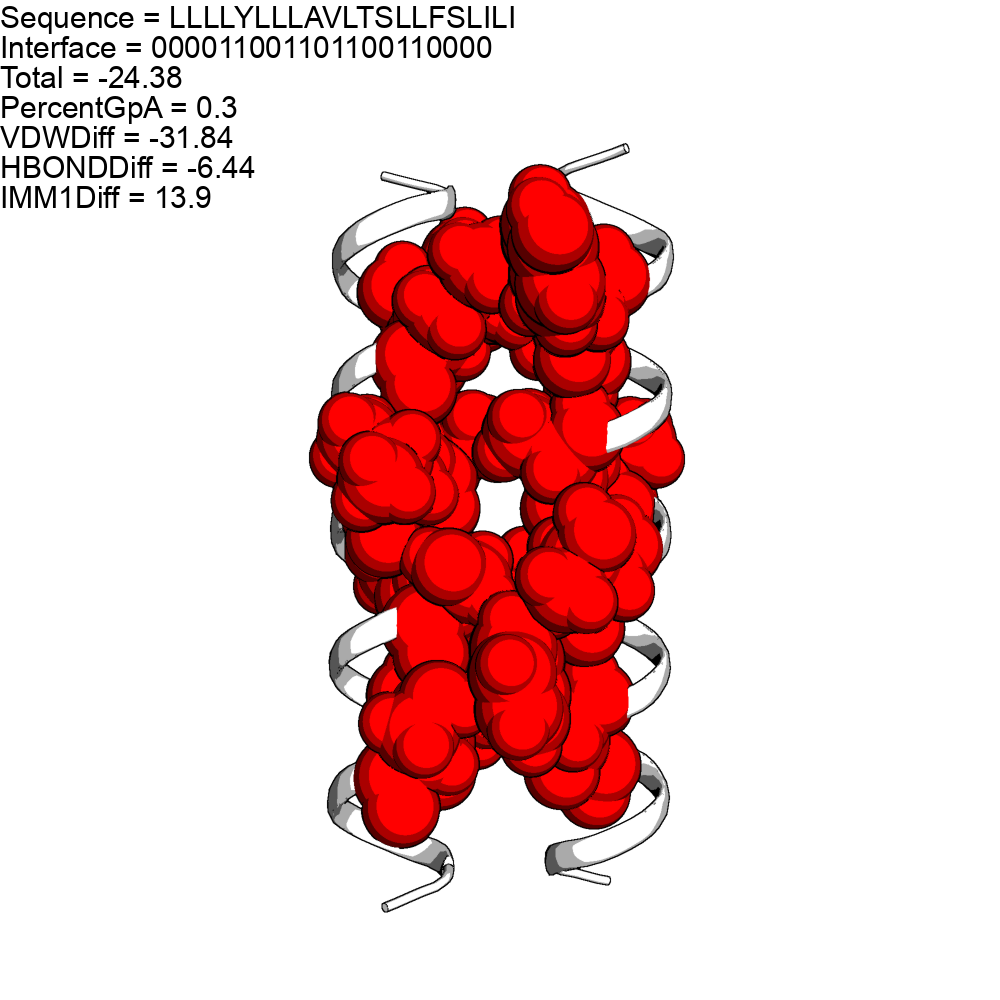 Sequence = LLLLYLLLAVLTSLLFSLILI
Interface = 000011001101100110000
Total = -24.38
PercentGpA = 0.3
VDWDiff = -31.84
HBONDDiff = -6.44
IMM1Diff = 13.9